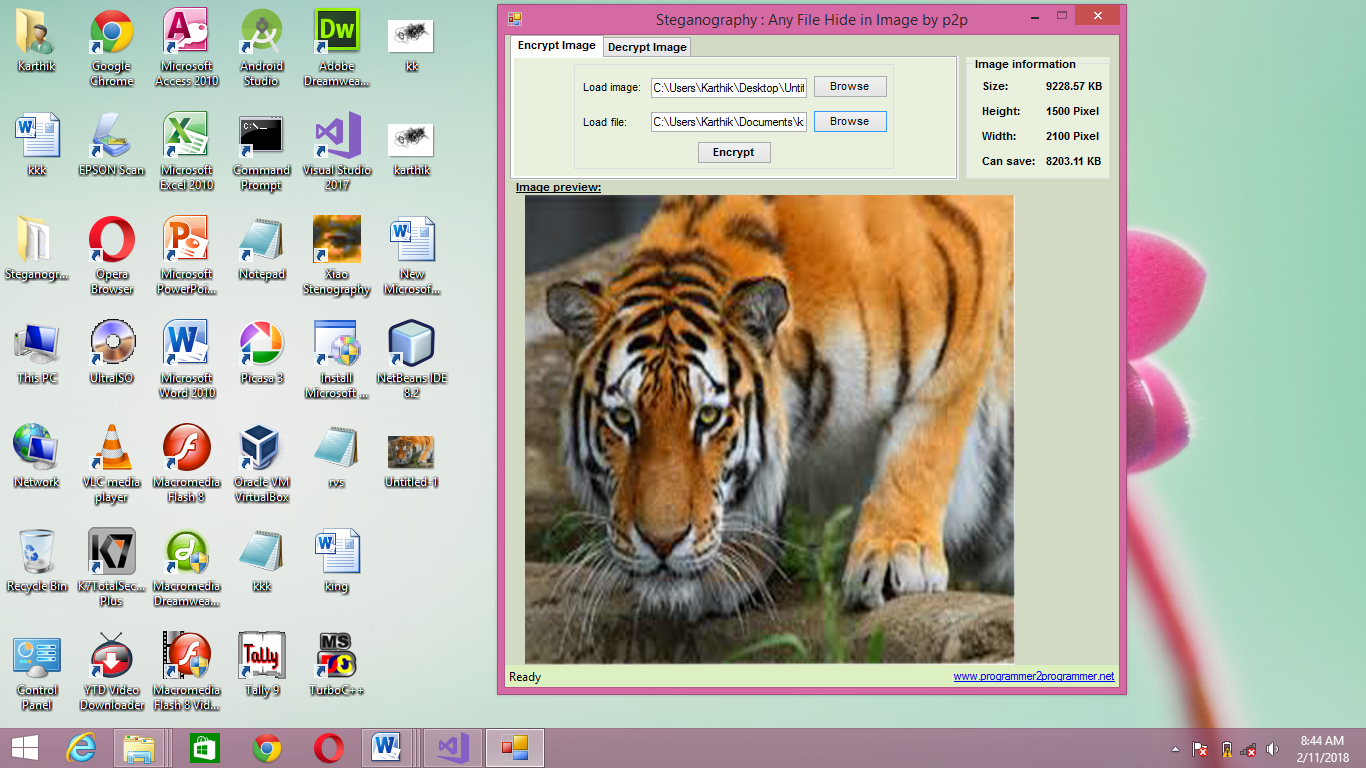 Karthik
Google
Chrome
Microsoft
Access 2010
Android
Studio
Dw
Adobe
Dreamwea...
kk
kkk
EPSON Scan
Microsoft
Excel 2010
C:\_
Command
Prompt
Visual Studio
2017
karthik
Steganogr...
Opera
Browser
Microsoft
PowerPoi...
Notepad
Xiao
Stenography
New
Microsof...
This PC
UltraISO
Microsoft
Word 2010
Picasa 3
Install
Microsoft ...
NetBeans IDE
8.2
Network
VLC media
player
Macromedia
Flash 8
Oracle VM
VirtualBox
rvs
Untitled-1
Recycle Bin
K7
K7TotalSec...
Plus
Macromedia
Dreamwea...
kkk
king
Control
Panel
YTD Video
Downloader
Macromedia
Flash 8 Vid...
Tally
Tally 9
MS
TurboC++
Steganography : Any File Hide in Image by p2p
Encrypt Image
Decrypt Image
Load image:
C:\Users\Karthik\Desktop\Unti
Browse
Load file:
C:\Users\Karthik\Documents\k
Browse
Encrypt
Image information
Size: 9228.57 KB
Height: 1500 Pixel
Width: 2100 Pixel
Can save: 8203.11 KB
Image preview:
Ready
www.programmer2programmer.net
8:44 AM
2/11/2018